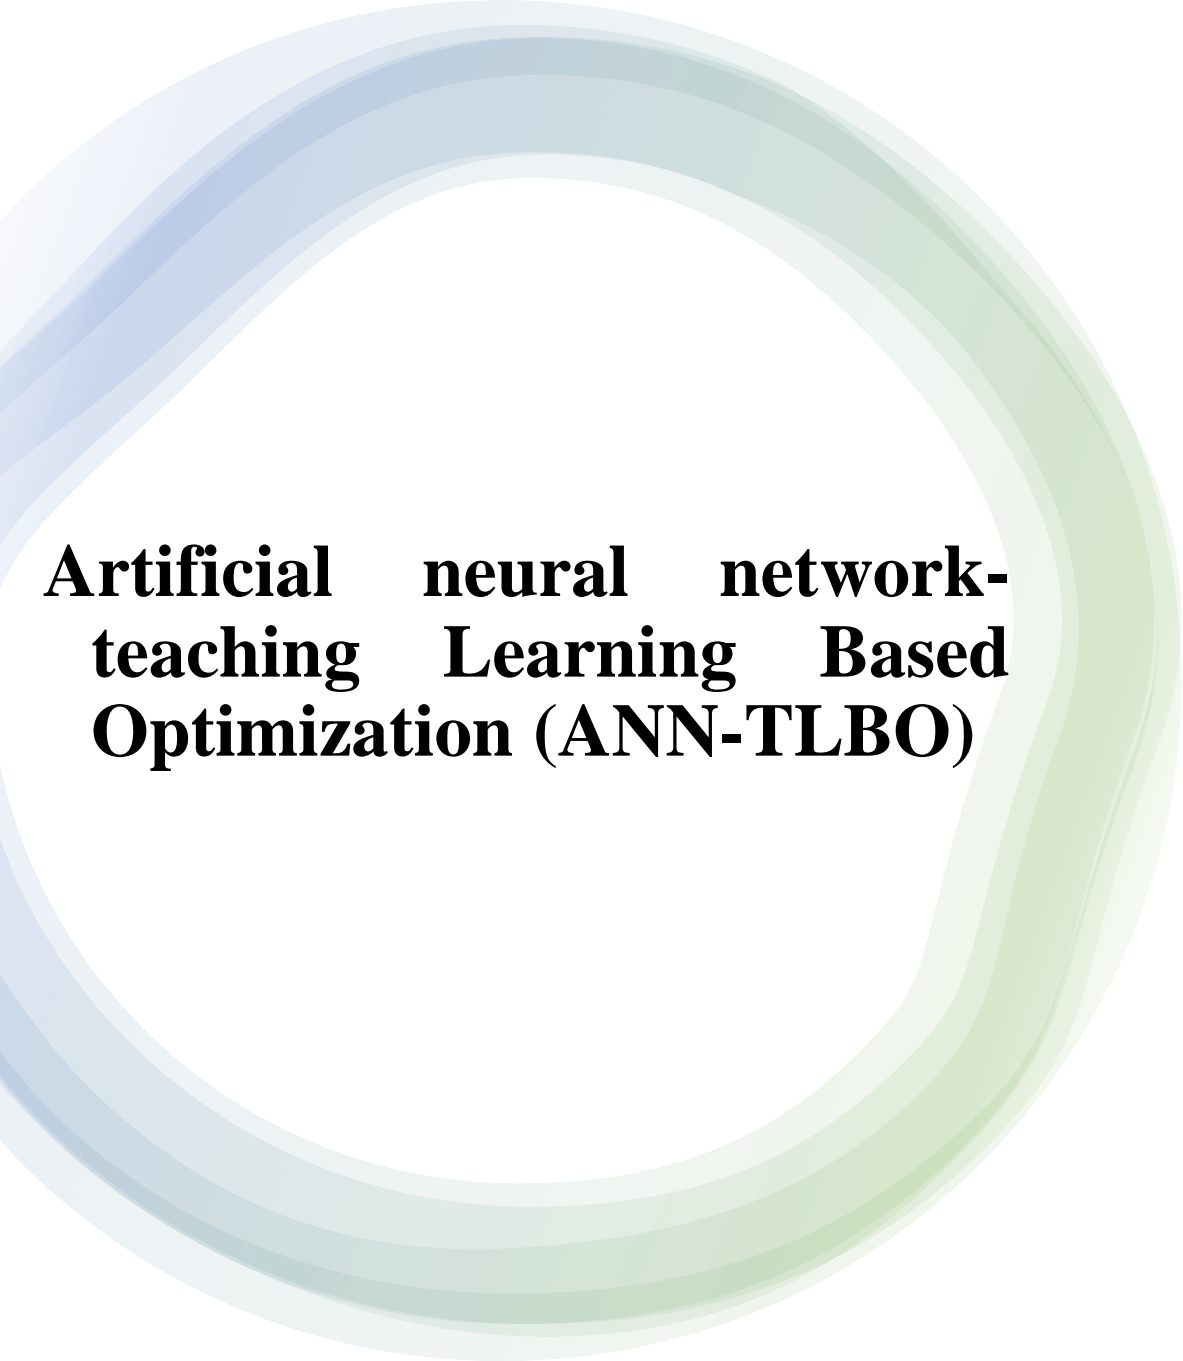 Artificial neural network-
teaching Learning Based
Optimization (ANN-TLBO)